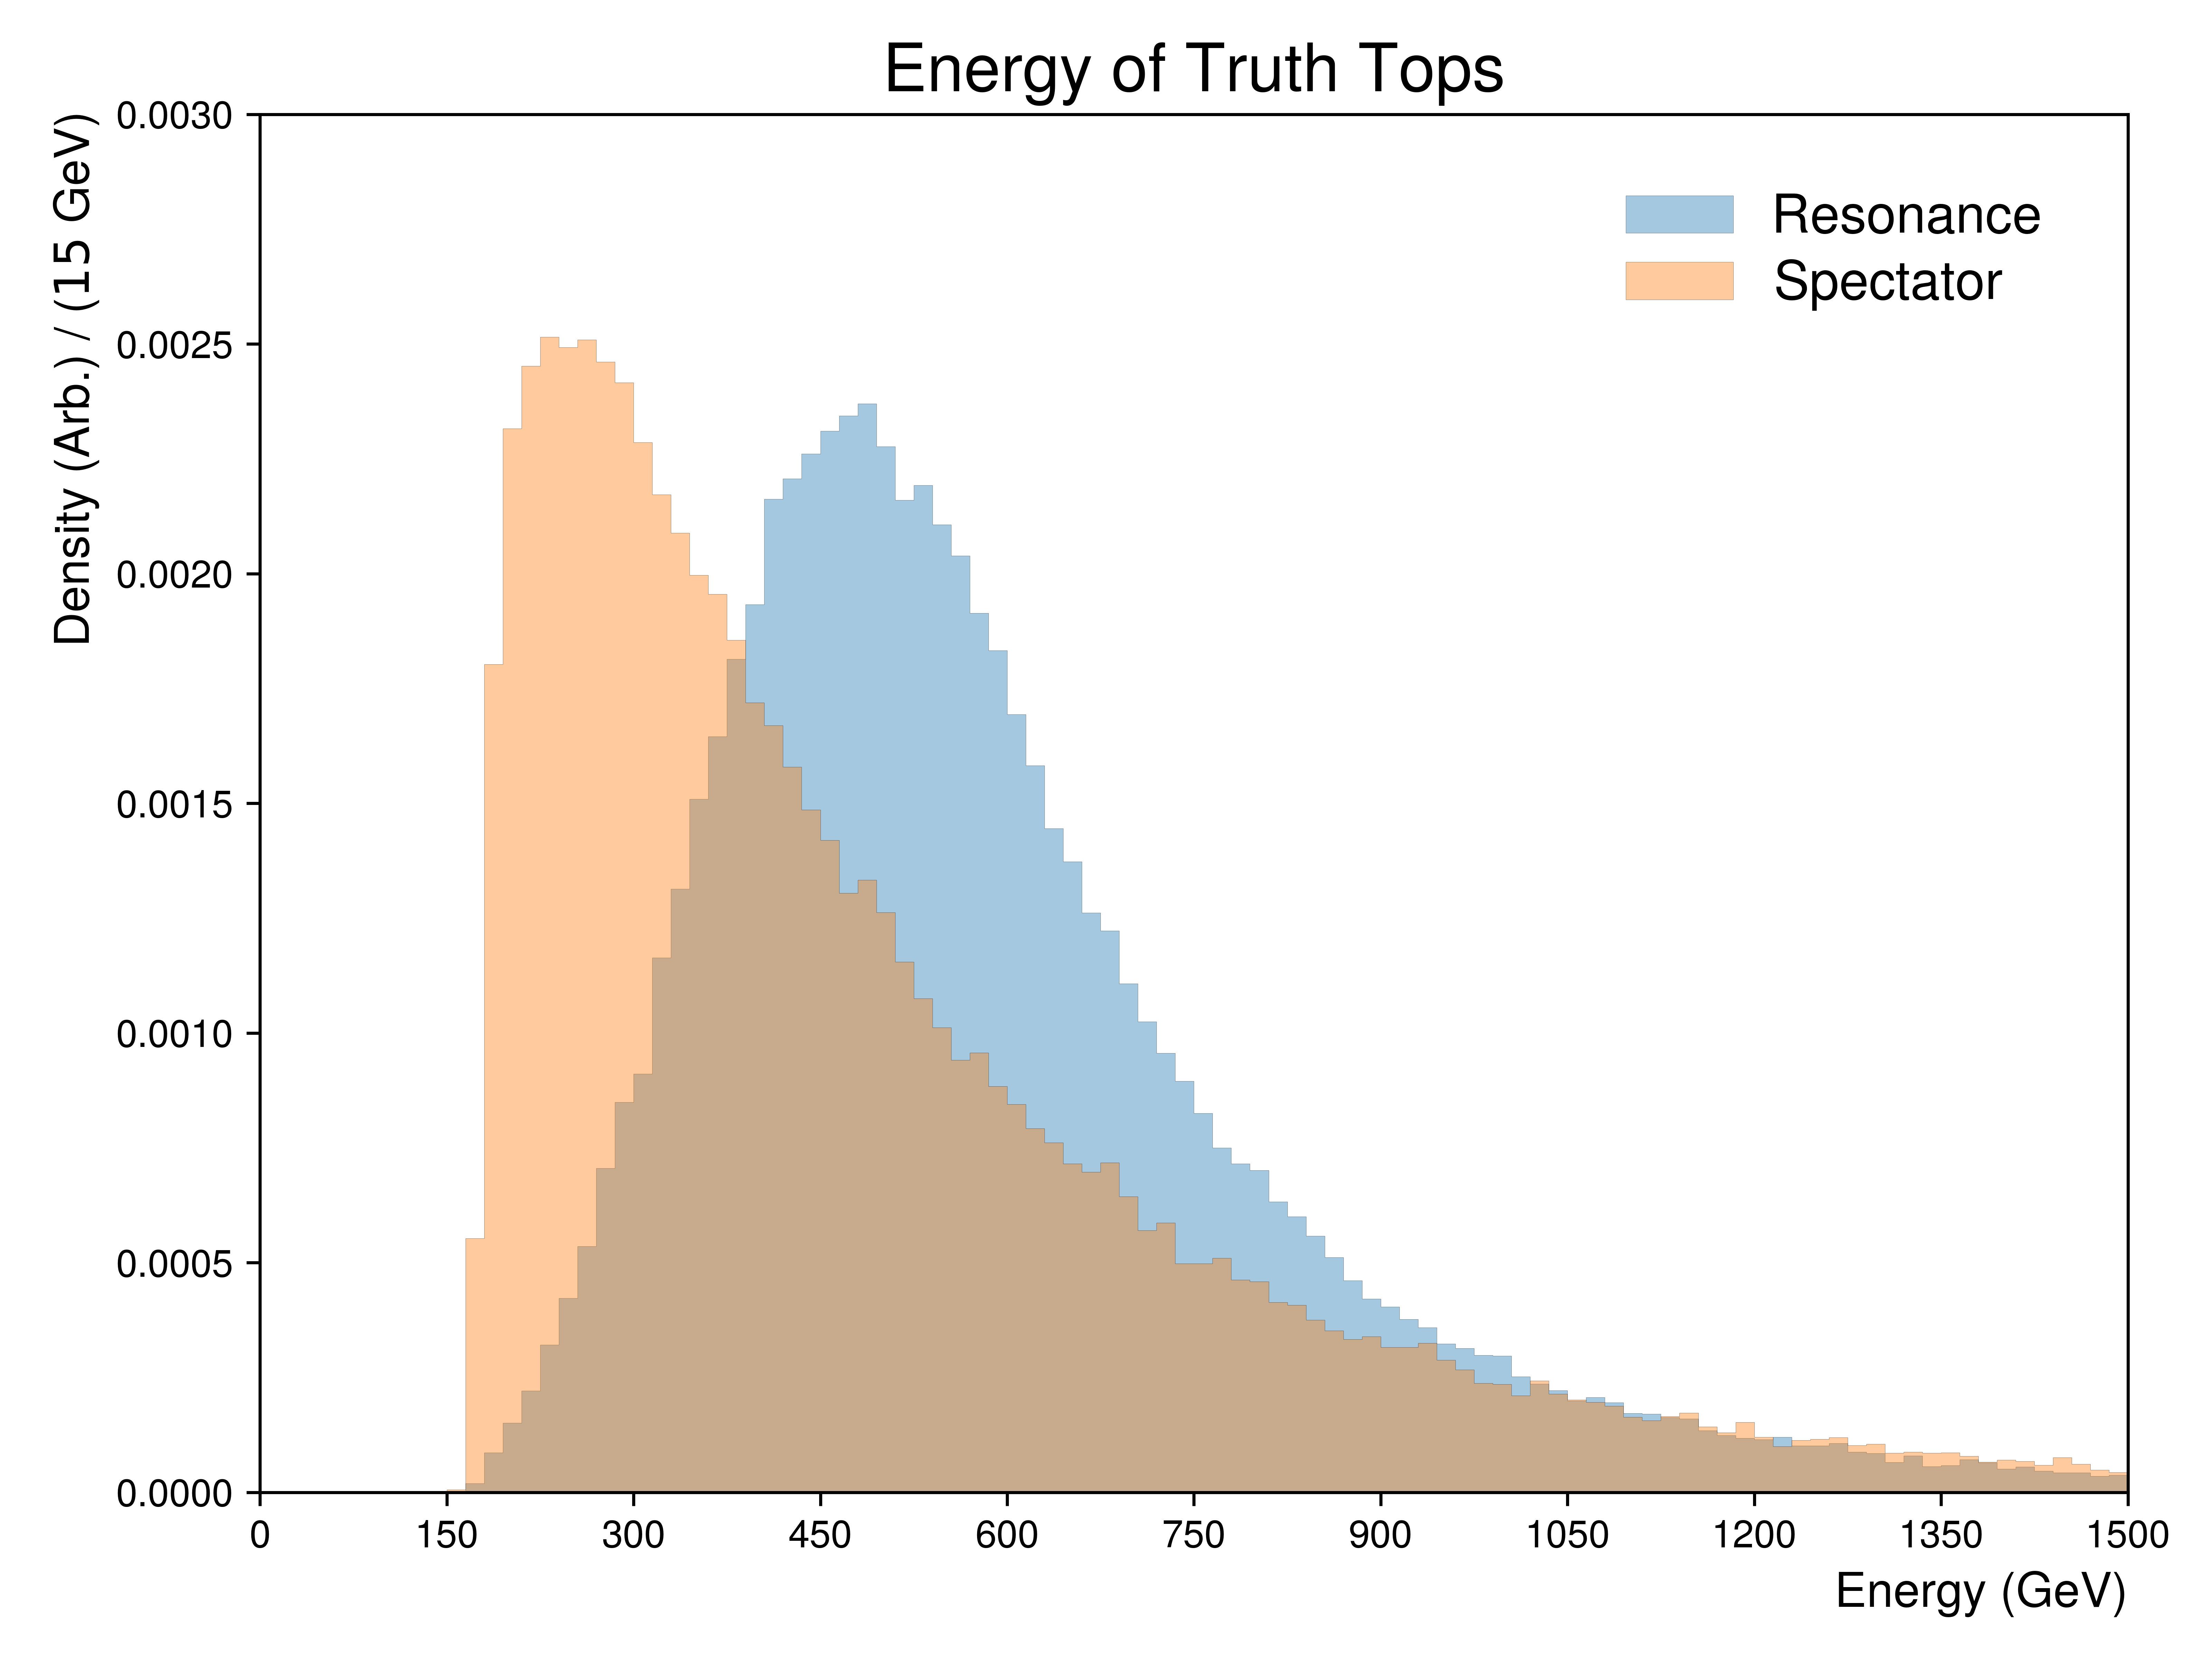 Energy of Truth Tops
Density (Arb.) / (15 GeV)
0.0030
0.0025
0.0020
0.0015
0.0010
0.0005
0.0000
Resonance
Spectator
0 150 300 450 600 750 900 1050 1200 1350 1500
Energy (GeV)